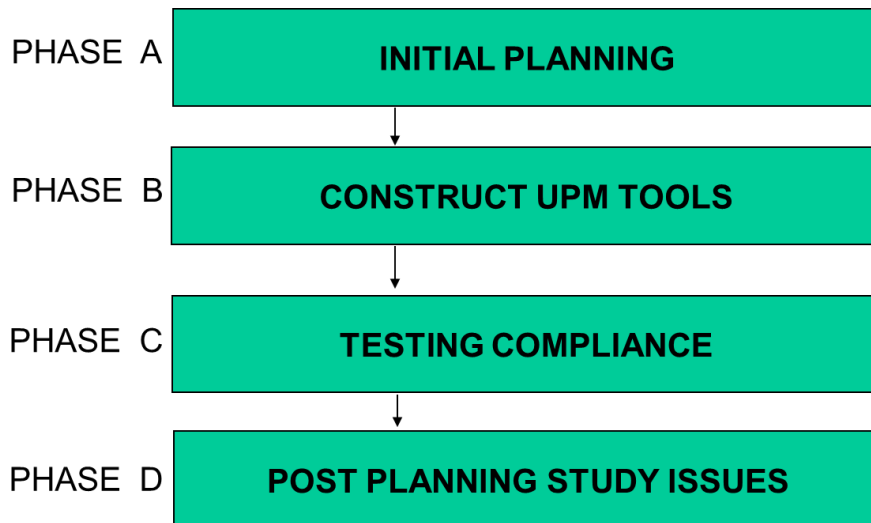 PHASE A
INITIAL PLANNING
PHASE B
CONSTRUCT UPM TOOLS
PHASE C
TESTING COMPLIANCE
PHASE D
POST PLANNING STUDY ISSUES